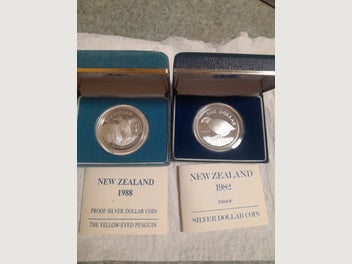 ONE DOLLAR
NEW ZEALAND
1988
PROOF SILVER DOLLAR COIN
THE YELLOW-EYED PENGUIN
NEW ZEALAND
1982
PROOF
SILVER DOLLAR COIN